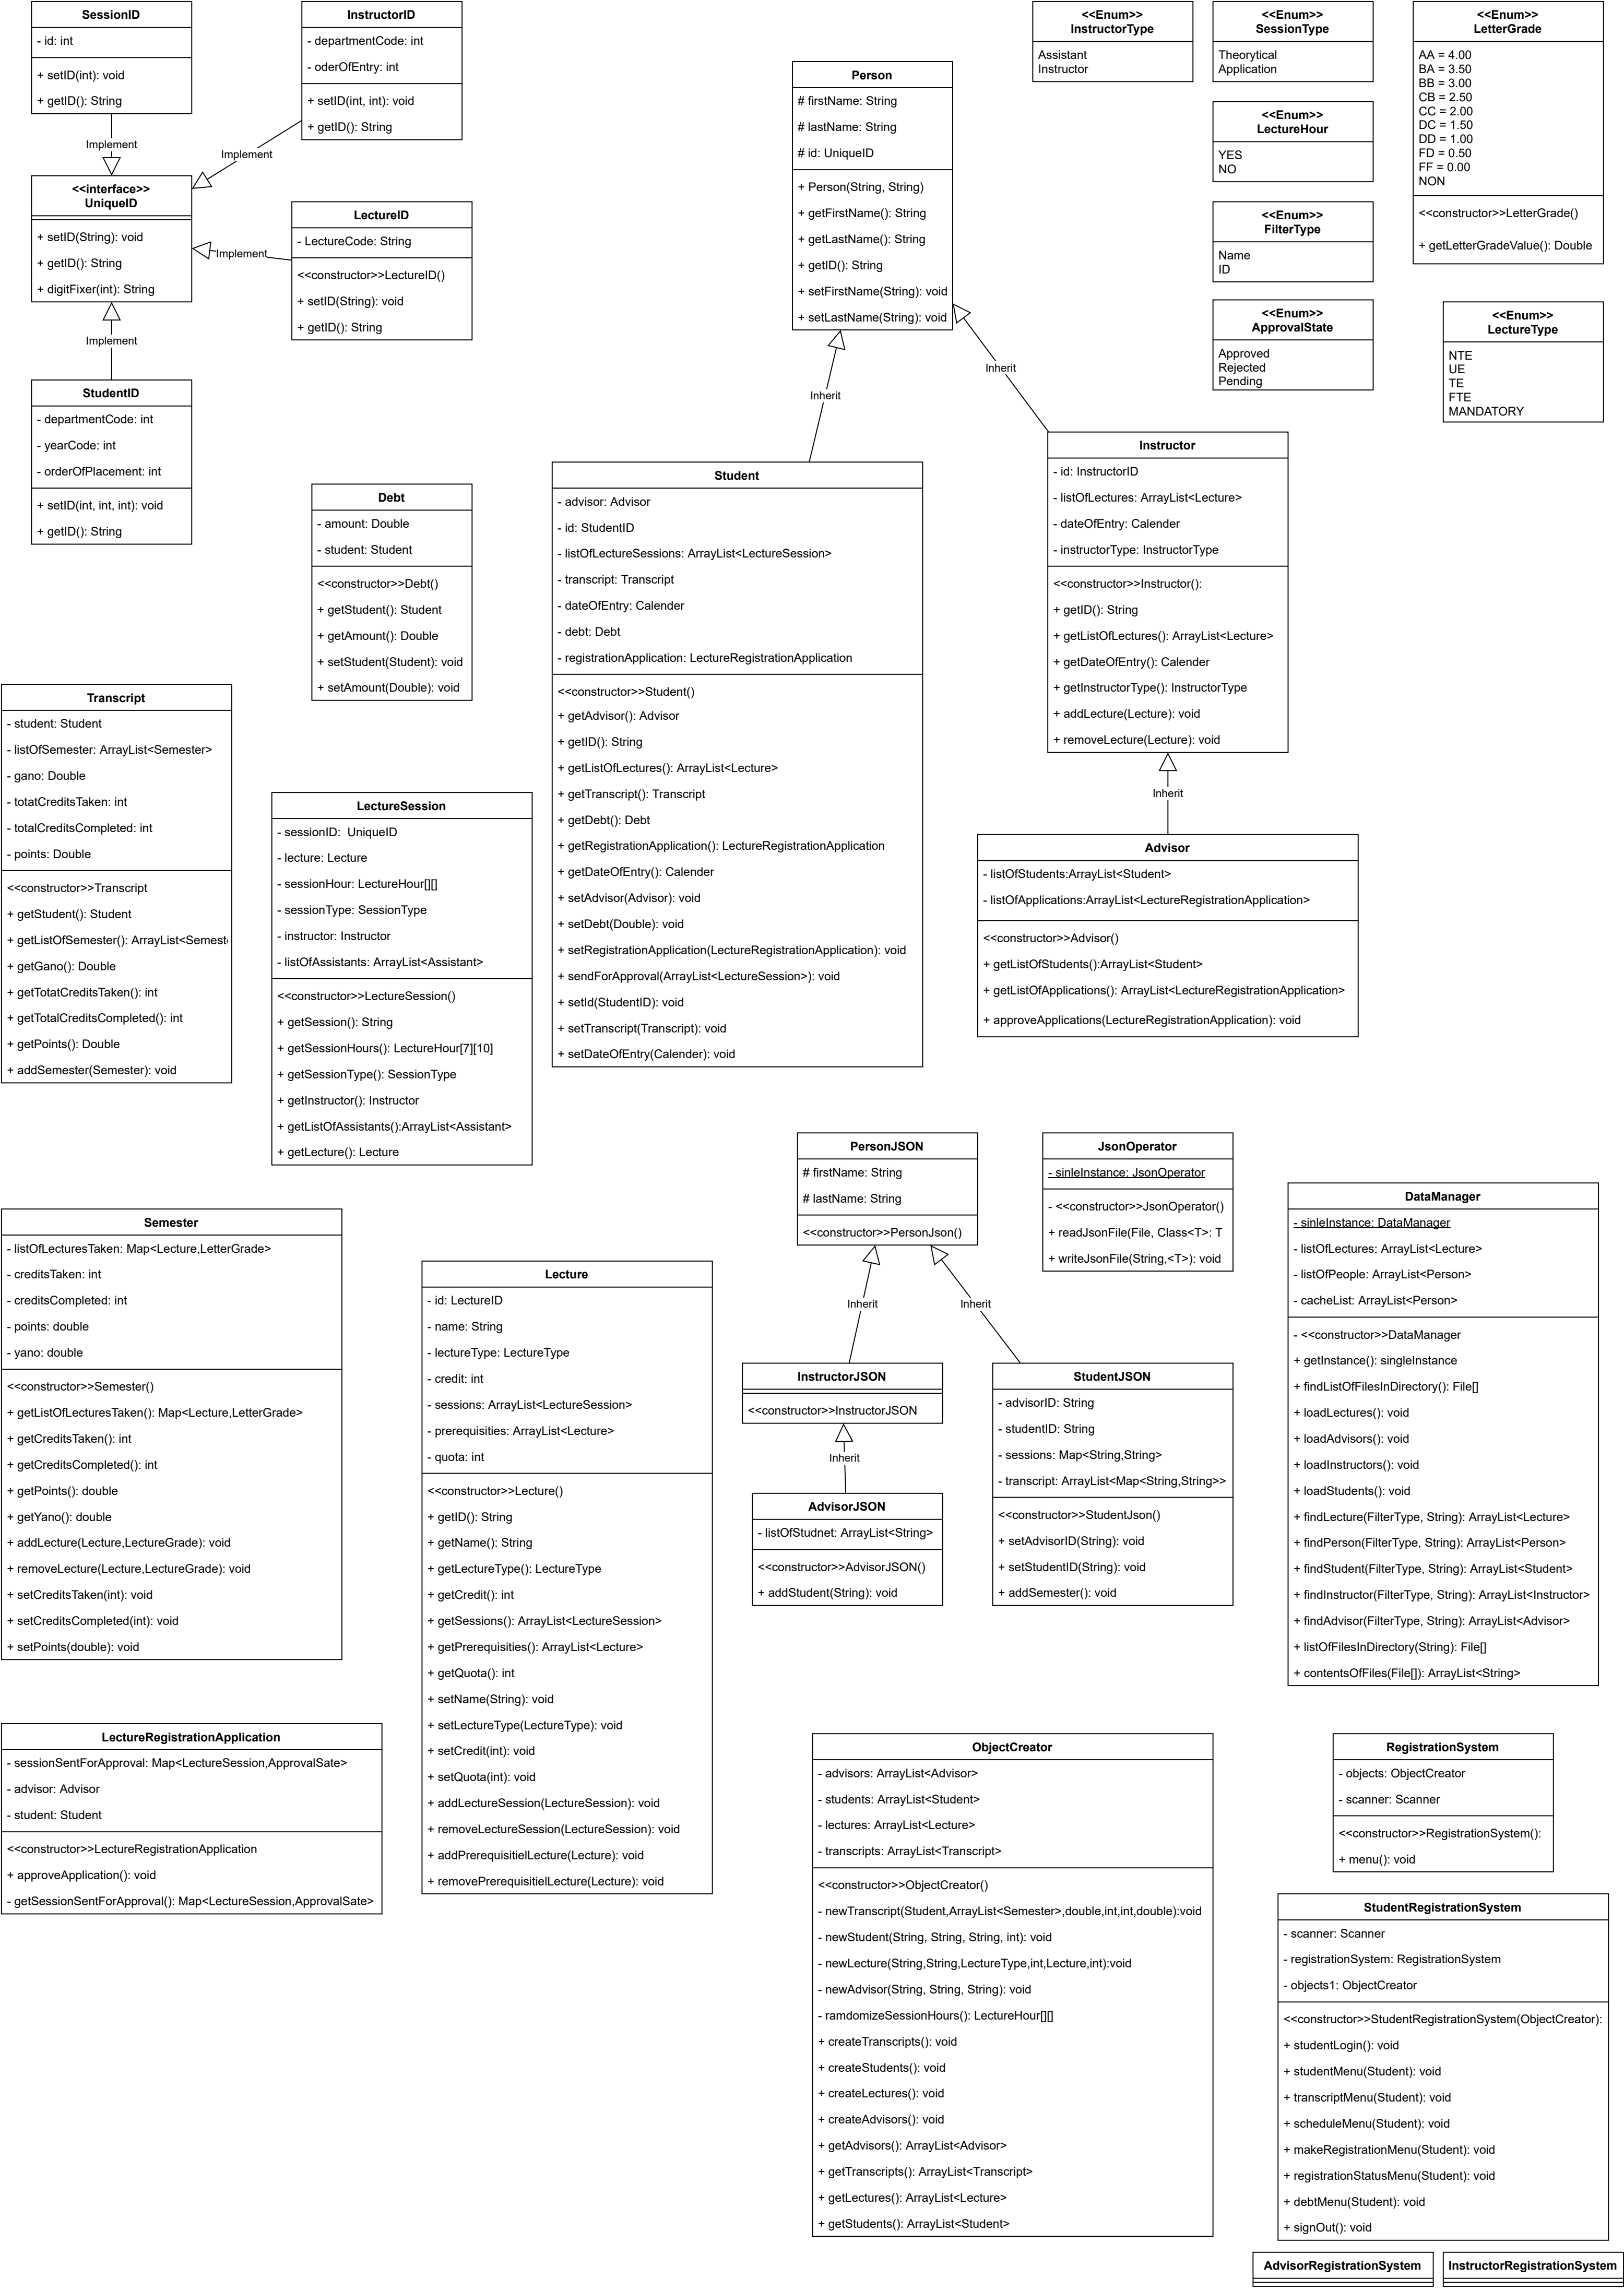 SessionID
- id: int
+ setID(int): void
+ getID(): String
Implement
InstructorID
- departmentCode: int
- oderOfEntry: int
+ setID(int, int): void
+ getID(): String
Implement
<<interface>>
UniqueID
+ setID(String): void
+ getID(): String
+ digitFixer(int): String
LectureID
- LectureCode: String
<<constructor>>LectureID()
+ setID(String): void
+ getID(): String
Implement
Implement
StudentID
- departmentCode: int
- yearCode: int
- orderOfPlacement: int
+ setID(int, int, int): void
+ getID(): String
Person
# firstName: String
# lastName: String
# id: UniqueID
+ Person(String, String)
+ getFirstName(): String
+ getLastName(): String
+ getID(): String
+ setFirstName(String): void
+ setLastName(String): void
Inherit
Inherit
<<Enum>>
InstructorType
Assistant
Instructor
<<Enum>>
SessionType
Theorytical
Application
<<Enum>>
LectureHour
YES
NO
<<Enum>>
FilterType
Name
ID
<<Enum>>
ApprovalState
Approved
Rejected
Pending
<<Enum>>
LetterGrade
AA = 4.00
BA = 3.50
BB = 3.00
CB = 2.50
CC = 2.00
DC = 1.50
DD = 1.00
FD = 0.50
FF = 0.00
NON
<<constructor>>LetterGrade()
+ getLetterGradeValue(): Double
<<Enum>>
LectureType
NTE
UE
TE
FTE
MANDATORY
Debt
- amount: Double
- student: Student
<<constructor>>Debt()
+ getStudent(): Student
+ getAmount(): Double
+ setStudent(Student): void
+ setAmount(Double): void
Student
- advisor: Advisor
- id: StudentID
- listOfLectureSessions: ArrayList<LectureSession>
- transcript: Transcript
- dateOfEntry: Calender
- debt: Debt
- registrationApplication: LectureRegistrationApplication
<<constructor>>Student()
+ getAdvisor(): Advisor
+ getID(): String
+ getListOfLectures(): ArrayList<Lecture>
+ getTranscript(): Transcript
+ getDebt(): Debt
+ getRegistrationApplication(): LectureRegistrationApplication
+ getDateOfEntry(): Calender
+ setAdvisor(Advisor): void
+ setDebt(Double): void
+ setRegistrationApplication(LectureRegistrationApplication): void
+ sendForApproval(ArrayList<LectureSession>): void
+ setId(StudentID): void
+ setTranscript(Transcript): void
+ setDateOfEntry(Calender): void
Instructor
- id: InstructorID
- listOfLectures: ArrayList<Lecture>
- dateOfEntry: Calender
- instructorType: InstructorType
<<constructor>>Instructor():
+ getID(): String
+ getListOfLectures(): ArrayList<Lecture>
+ getDateOfEntry(): Calender
+ getInstructorType(): InstructorType
+ addLecture(Lecture): void
+ removeLecture(Lecture): void
Inherit
Advisor
- listOfStudents:ArrayList<Student>
- listOfApplications:ArrayList<LectureRegistrationApplication>
<<constructor>>Advisor()
+ getListOfStudents():ArrayList<Student>
+ getListOfApplications(): ArrayList<LectureRegistrationApplication>
+ approveApplications(LectureRegistrationApplication): void
Transcript
- student: Student
- listOfSemester: ArrayList<Semester>
- gano: Double
- totatCreditsTaken: int
- totalCreditsCompleted: int
- points: Double
<<constructor>>Transcript
+ getStudent(): Student
+ getListOfSemester(): ArrayList<Semest
+ getGano(): Double
+ getTotatCreditsTaken(): int
+ getTotalCreditsCompleted(): int
+ getPoints(): Double
+ addSemester(Semester): void
LectureSession
- sessionID:  UniqueID
- lecture: Lecture
- sessionHour: LectureHour[][]
- sessionType: SessionType
- instructor: Instructor
- listOfAssistants: ArrayList<Assistant>
<<constructor>>LectureSession()
+ getSession(): String
+ getSessionHours(): LectureHour[7][10]
+ getSessionType(): SessionType
+ getInstructor(): Instructor
+ getListOfAssistants():ArrayList<Assistant>
+ getLecture(): Lecture
PersonJSON
# firstName: String
# lastName: String
<<constructor>>PersonJson()
Inherit
Inherit
JsonOperator
- sinleInstance: JsonOperator
- <<constructor>>JsonOperator()
+ readJsonFile(File, Class<T>: T
+ writeJsonFile(String,<T>): void
DataManager
- sinleInstance: DataManager
- listOfLectures: ArrayList<Lecture>
- listOfPeople: ArrayList<Person>
- cacheList: ArrayList<Person>
- <<constructor>>DataManager
+ getInstance(): singleInstance
+ findListOfFilesInDirectory(): File[]
+ loadLectures(): void
+ loadAdvisors(): void
+ loadInstructors(): void
+ loadStudents(): void
+ findLecture(FilterType, String): ArrayList<Lecture>
+ findPerson(FilterType, String): ArrayList<Person>
+ findStudent(FilterType, String): ArrayList<Student>
+ findInstructor(FilterType, String): ArrayList<Instructor>
+ findAdvisor(FilterType, String): ArrayList<Advisor>
+ listOfFilesInDirectory(String): File[]
+ contentsOfFiles(File[]): ArrayList<String>
Semester
- listOfLecturesTaken: Map<Lecture,LetterGrade>
- creditsTaken: int
- creditsCompleted: int
- points: double
- yano: double
<<constructor>>Semester()
+ getListOfLecturesTaken(): Map<Lecture,LetterGrade>
+ getCreditsTaken(): int
+ getCreditsCompleted(): int
+ getPoints(): double
+ getYano(): double
+ addLecture(Lecture,LectureGrade): void
+ removeLecture(Lecture,LectureGrade): void
+ setCreditsTaken(int): void
+ setCreditsCompleted(int): void
+ setPoints(double): void
Lecture
- id: LectureID
- name: String
- lectureType: LectureType
- credit: int
- sessions: ArrayList<LectureSession>
- prerequisities: ArrayList<Lecture>
- quota: int
<<constructor>>Lecture()
+ getID(): String
+ getName(): String
+ getLectureType(): LectureType
+ getCredit(): int
+ getSessions(): ArrayList<LectureSession>
+ getPrerequisities(): ArrayList<Lecture>
+ getQuota(): int
+ setName(String): void
+ setLectureType(LectureType): void
+ setCredit(int): void
+ setQuota(int): void
+ addLectureSession(LectureSession): void
+ removeLectureSession(LectureSession): void
+ addPrerequisitielLecture(Lecture): void
+ removePrerequisitielLecture(Lecture): void
InstructorJSON
<<constructor>>InstructorJSON
Inherit
AdvisorJSON
- listOfStudnet: ArrayList<String>
<<constructor>>AdvisorJSON()
+ addStudent(String): void
StudentJSON
- advisorID: String
- studentID: String
- sessions: Map<String,String>
- transcript: ArrayList<Map<String,String>>
<<constructor>>StudentJson()
+ setAdvisorID(String): void
+ setStudentID(String): void
+ addSemester(): void
LectureRegistrationApplication
- sessionSentForApproval: Map<LectureSession,ApprovalSate>
- advisor: Advisor
- student: Student
<<constructor>>LectureRegistrationApplication
+ approveApplication(): void
- getSessionSentForApproval(): Map<LectureSession,ApprovalSate>
ObjectCreator
- advisors: ArrayList<Advisor>
- students: ArrayList<Student>
- lectures: ArrayList<Lecture>
- transcripts: ArrayList<Transcript>
<<constructor>>ObjectCreator()
- newTranscript(Student,ArrayList<Semester>,double,int,int,double):void
- newStudent(String, String, String, int): void
- newLecture(String,String,LectureType,int,Lecture,int):void
- newAdvisor(String, String, String): void
- ramdomizeSessionHours(): LectureHour[][]
+ createTranscripts(): void
+ createStudents(): void
+ createLectures(): void
+ createAdvisors(): void
+ getAdvisors(): ArrayList<Advisor>
+ getTranscripts(): ArrayList<Transcript>
+ getLectures(): ArrayList<Lecture>
+ getStudents(): ArrayList<Student>
RegistrationSystem
- objects: ObjectCreator
- scanner: Scanner
<<constructor>>RegistrationSystem():
+ menu(): void
StudentRegistrationSystem
- scanner: Scanner
- registrationSystem: RegistrationSystem
- objects1: ObjectCreator
<<constructor>>StudentRegistrationSystem(ObjectCreator):
+ studentLogin(): void
+ studentMenu(Student): void
+ transcriptMenu(Student): void
+ scheduleMenu(Student): void
+ makeRegistrationMenu(Student): void
+ registrationStatusMenu(Student): void
+ debtMenu(Student): void
+ signOut(): void
AdvisorRegistrationSystem
InstructorRegistrationSystem